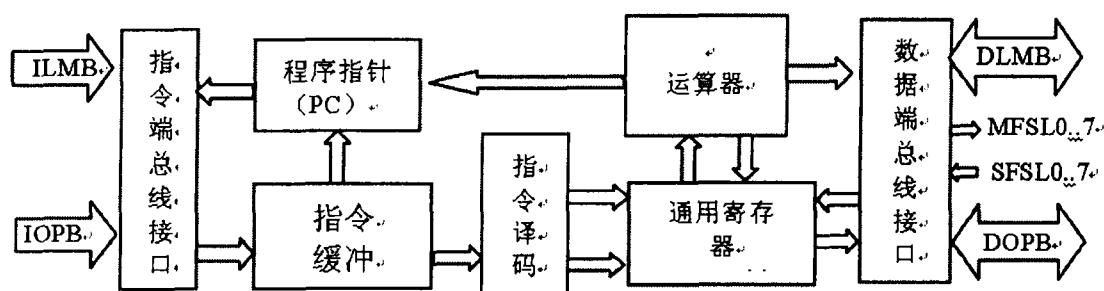 ILMB
IOPB
指令端总线接口
程序指针
（PC）
指令
缓冲
指令译码
运算器
通用寄存
器
数据端总线接口
DLMB
MFSL0..7
SFSL0..7
DOPB